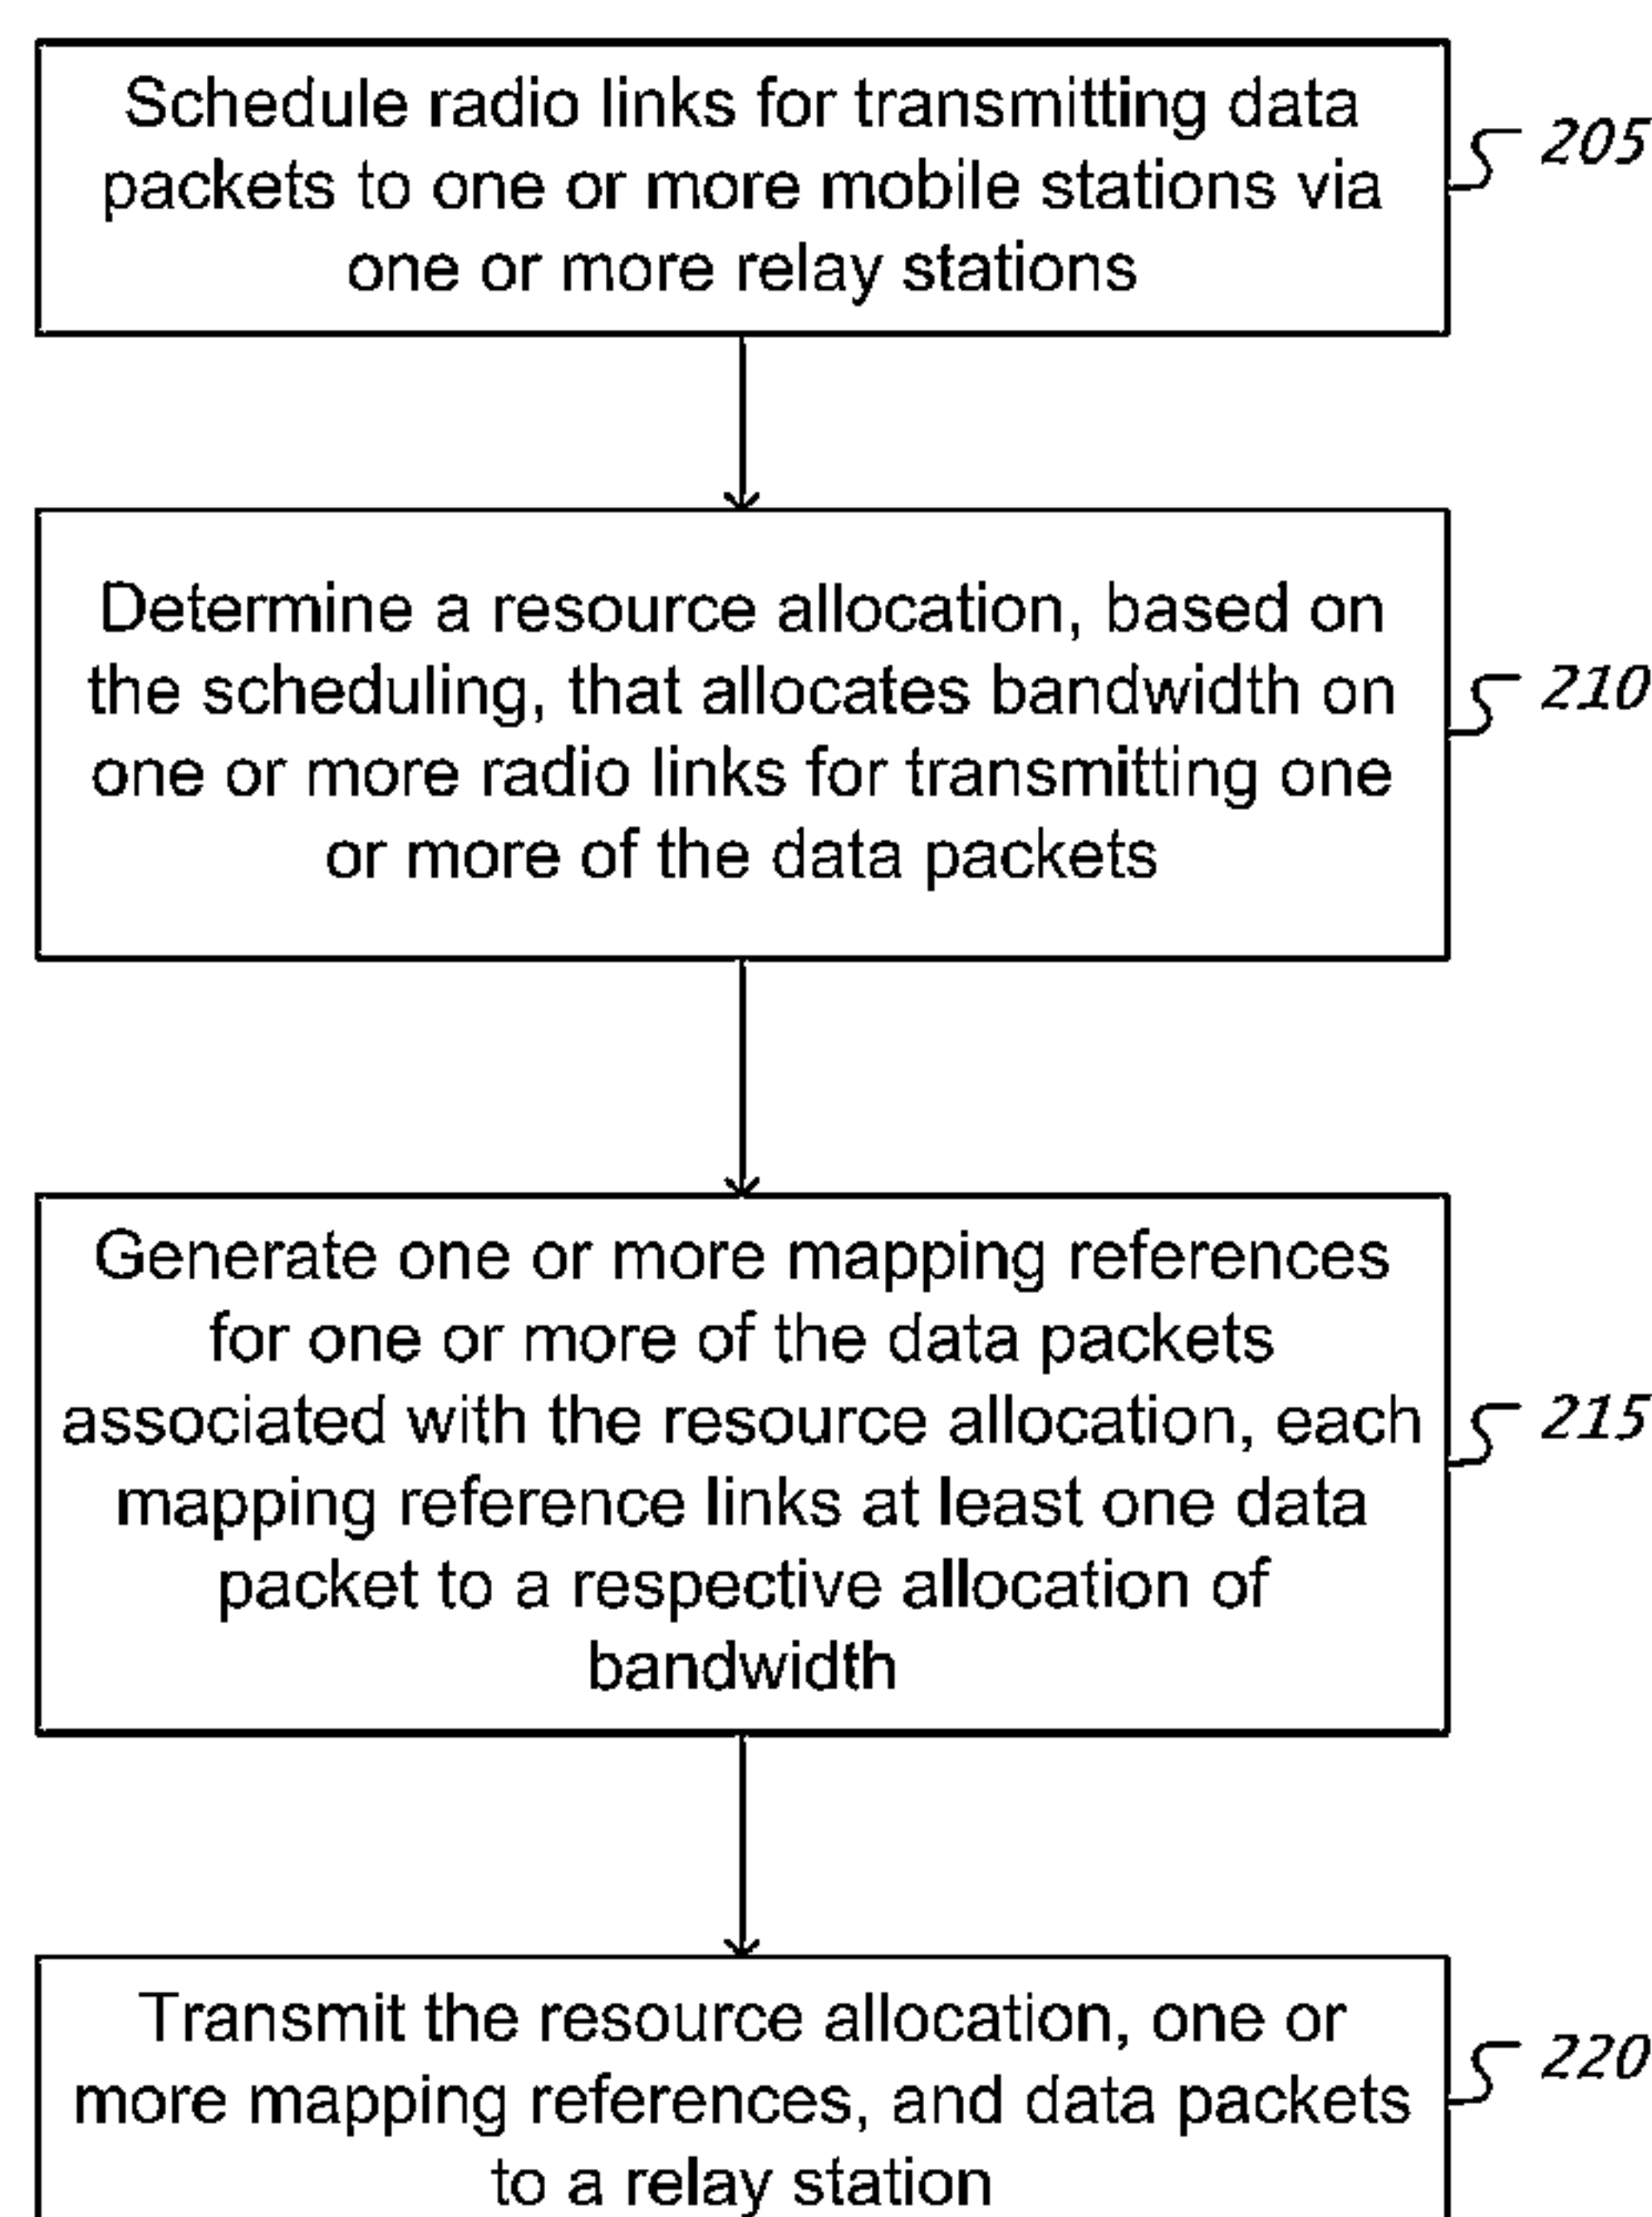 Schedule radio links for transmitting data
packets to one or more mobile stations via
one or more relay stations
205
Determine a resource allocation, based on
the scheduling, that allocates bandwidth on
one or more radio links for transmitting one
or more of the data packets
210
Generate one or more mapping references
for one or more of the data packets
associated with the resource allocation, each
mapping reference links at least one data
packet to a respective allocation of
bandwidth
215
Transmit the resource allocation, one or
more mapping references, and data packets
to a relay station
220